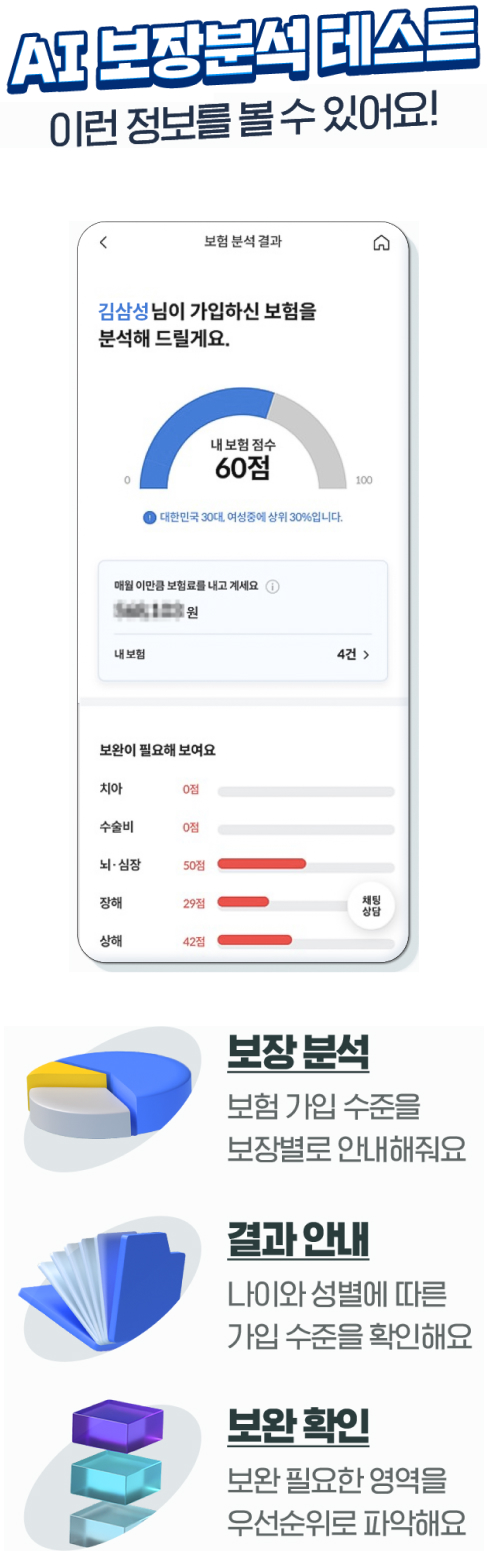 AI 보장분석 테스트
이런 정보를 볼 수 있어요!
보험 분석 결과
김삼성님이 가입하신 보험을
분석해 드릴게요.
내 보험 점수
60점
0
100
! 대한민국 30대, 여성중에 상위 30%입니다.
매월 이만큼 보험료를 내고 계세요 i
원
내 보험 4건 >
보완이 필요해 보여요
치아 0점
수술비 0점
뇌·심장 50점
장해 29점
채팅
상담
상해 42점
보장 분석
보험 가입 수준을
보장별로 안내해줘요
결과 안내
나이와 성별에 따른
가입 수준을 확인해요
보완 확인
보완 필요한 영역을
우선순위로 파악해요